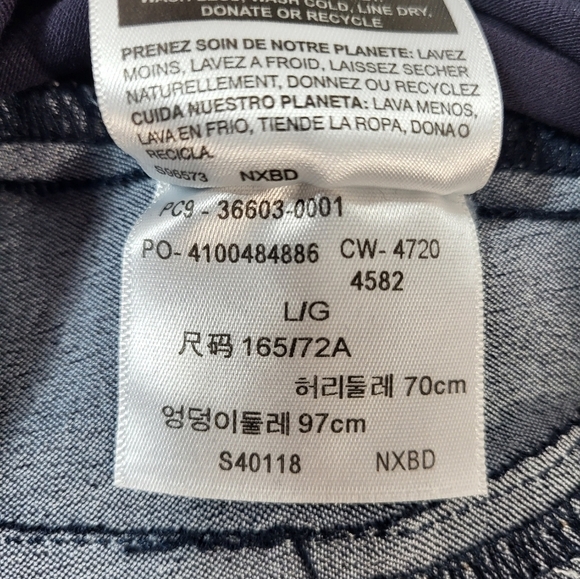 WASH LESS, WASH COLD, LINE DRY,
DONATE OR RECYCLE
PRENEZ SOIN DE NOTRE PLANETE: LAVEZ
MOINS, LAVEZ A FROID, LAISSEZ SECHER
NATURELLEMENT, DONNEZ OU RECYCLEZ
CUIDA NUESTRO PLANETA: LAVA MENOS,
LAVA EN FRIO, TIENDE LA ROPA, DONA O
RECICLA.
NXBD
PC9 - 36603-0001
PO- 4100484886 CW- 4720
4582
L/G
尺码 165/72A
허리둘레 70cm
엉덩이둘레 97cm
S40118 NXBD